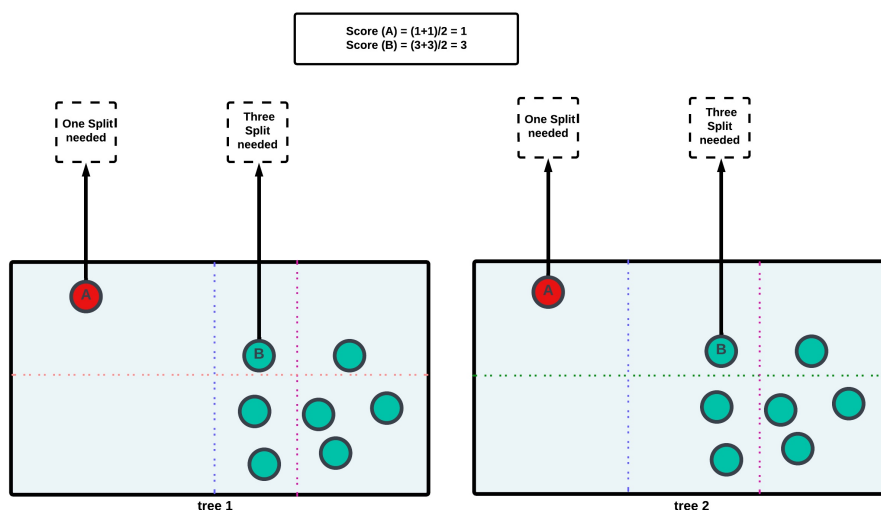 Score (A) = (1+1)/2 = 1
Score (B) = (3+3)/2 = 3
One Split
needed
Three
Split
needed
One Split
needed
Three
Split
needed
A
B
A
B
tree 1
tree 2